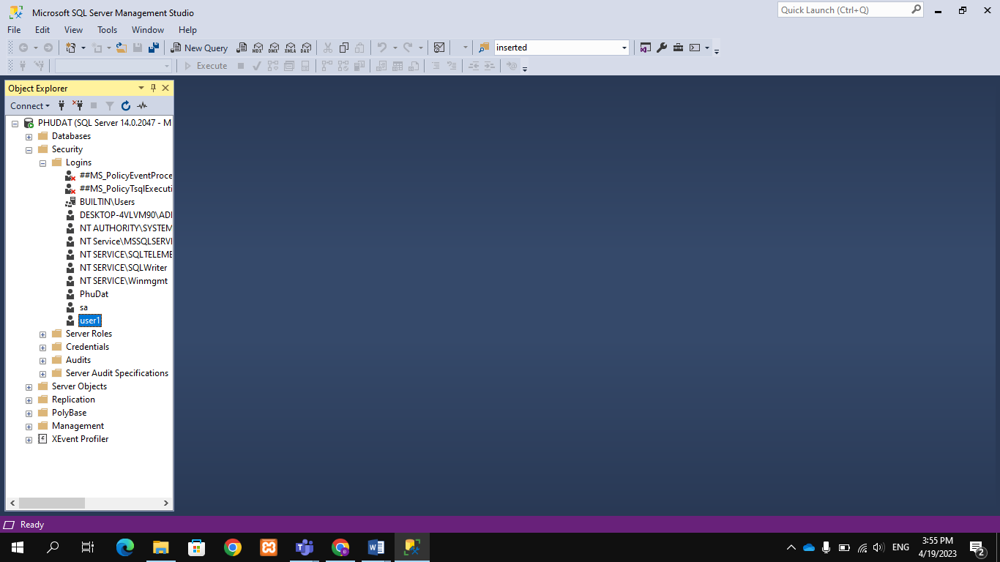 Microsoft SQL Server Management Studio
Quick Launch (Ctrl+Q)
File Edit View Tools Window Help
New Query MDX DMX XMLA DAX inserted
Execute
Object Explorer
Connect
PHUDAT (SQL Server 14.0.2047 - M
Databases
Security
Logins
##MS_PolicyEventProce
##MS_PolicyTsqlExecuti
BUILTIN\Users
DESKTOP-4VLVM90\ADI
NT AUTHORITY\SYSTEM
NT Service\MSSQLSERVI
NT SERVICE\SQLTELEME
NT SERVICE\SQLWriter
NT SERVICE\Winmgmt
PhuDat
sa
user1
Server Roles
Credentials
Audits
Server Audit Specifications
Server Objects
Replication
PolyBase
Management
XEvent Profiler
Ready
ENG
3:55 PM
4/19/2023
2